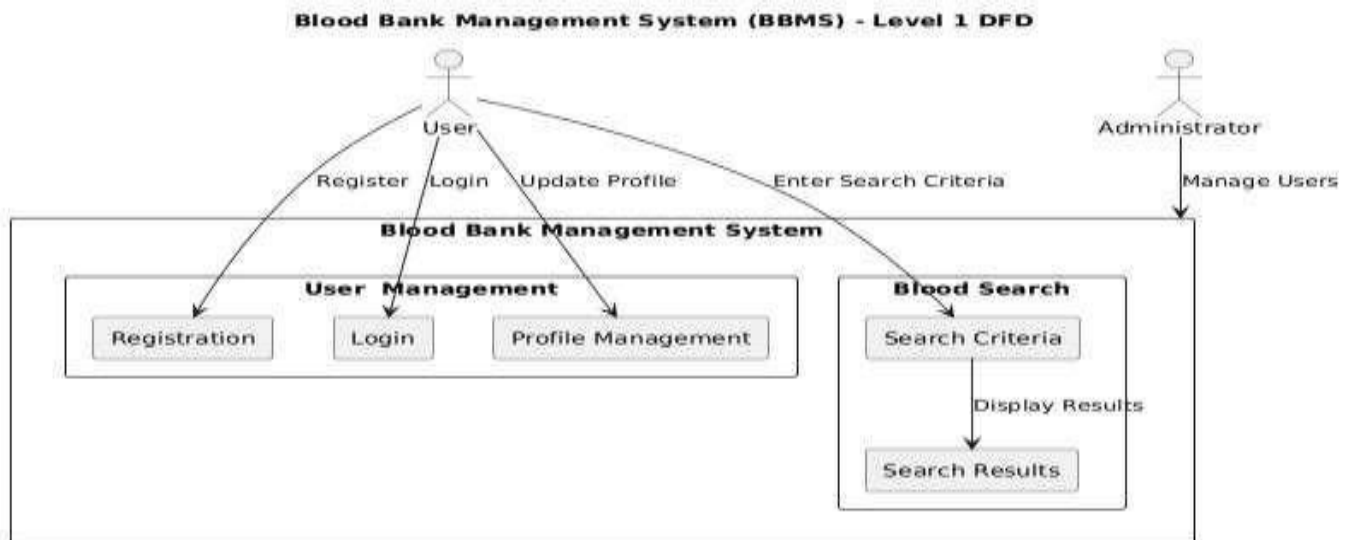 Blood Bank Management System (BBMS) - Level 1 DFD
User
Administrator
Register
Login
Update Profile
Enter Search Criteria
Manage Users
Blood Bank Management System
User Management
Blood Search
Registration
Login
Profile Management
Search Criteria
Display Results
Search Results